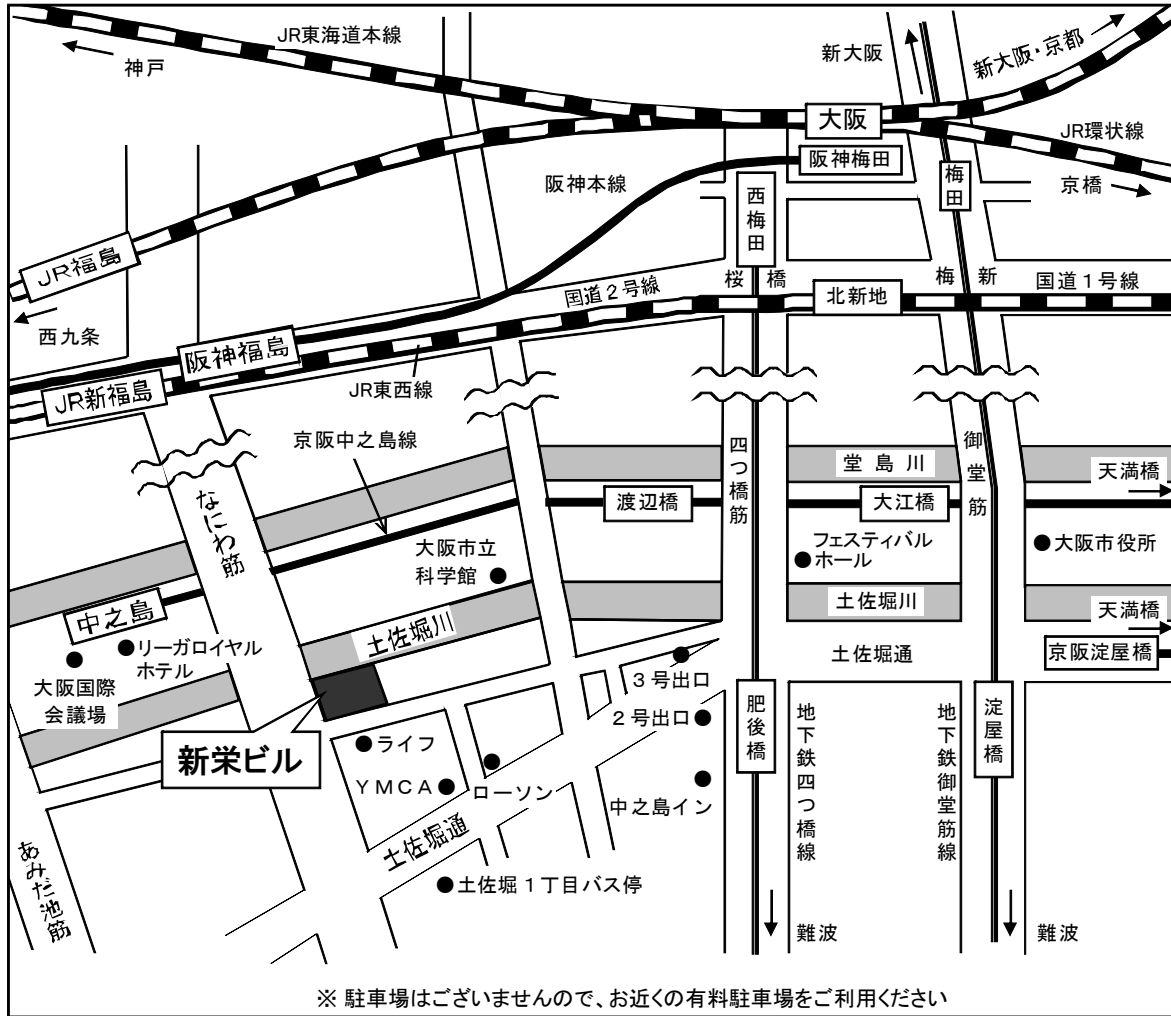 JR東海道本線
神戸
新大阪
新大阪・京都
大阪
JR環状線
阪神梅田
京橋
阪神本線
西梅田
梅田
JR福島
西九条
国道2号線
桜橋
梅新
国道1号線
北新地
阪神福島
JR新福島
JR東西線
京阪中之島線
なにわ筋
四つ橋筋
堂島川
御堂筋
天満橋
渡辺橋
大江橋
大阪市立
科学館
フェスティバル
ホール
大阪市役所
中之島
土佐堀川
土佐堀川
天満橋
リーガロイヤル
ホテル
大阪国際
会議場
土佐堀通
京阪淀屋橋
3号出口
2号出口
肥後橋
地下鉄四つ橋線
地下鉄御堂筋線
淀屋橋
新栄ビル
ライフ
YMCA
ローソン
中之島イン
土佐堀通
あみだ池筋
土佐堀1丁目バス停
難波
難波
※ 駐車場はございませんので、お近くの有料駐車場をご利用ください